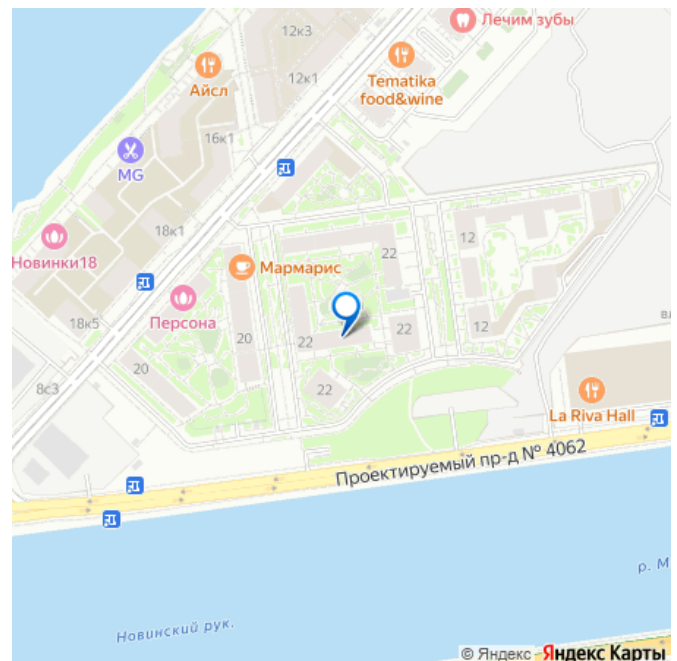 12к3
Лечим зубы
Айсл
12к1
Tematika
food&wine
16к1
MG
Новинки18
18к1
22
12
Мармарис
Персона
18к5
20
22
22
12
20
22
8с3
La Riva Hall
Проектируемый пр-д № 4062
р. М
Новинский рук.
© Яндекс Яндекс Карты